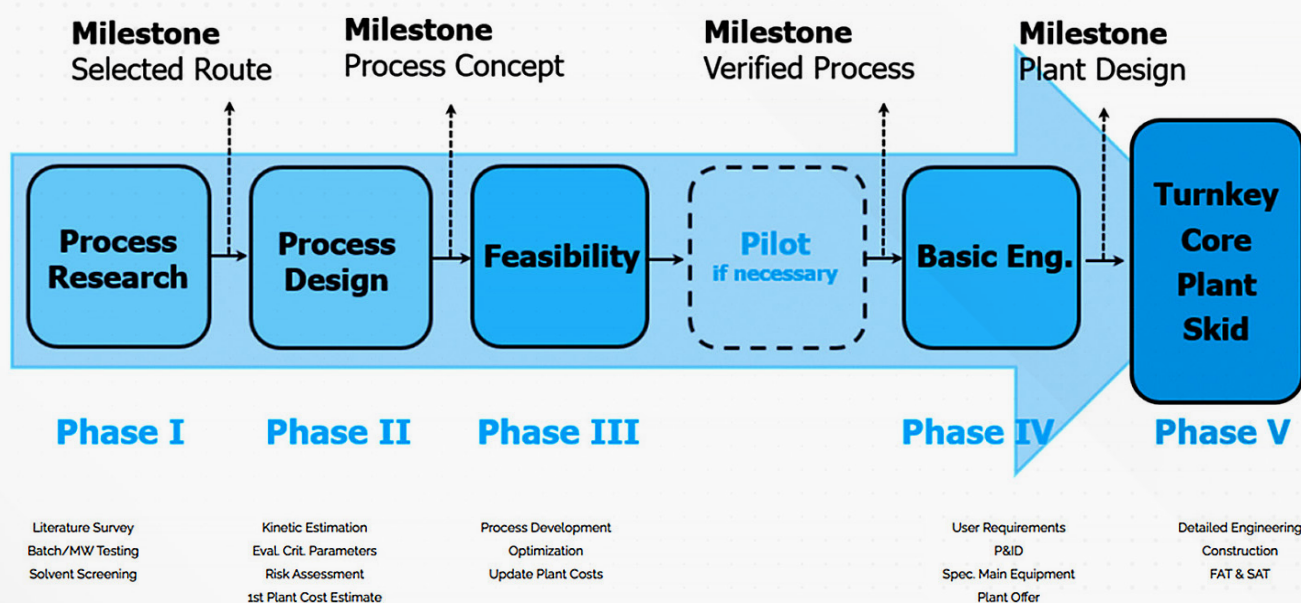 Milestone
Selected Route
Milestone
Process Concept
Milestone
Verified Process
Milestone
Plant Design
Process
Research
Process
Design
Feasibility
Pilot
if necessary
Basic Eng.
Turnkey
Core
Plant
Skid
Phase I
Phase II
Phase III
Phase IV
Phase V
Literature Survey
Batch/MW Testing
Solvent Screening
Kinetic Estimation
Eval. Crit. Parameters
Risk Assessment
1st Plant Cost Estimate
Process Development
Optimization
Update Plant Costs
User Requirements
P&ID
Spec. Main Equipment
Plant Offer
Detailed Engineering
Construction
FAT & SAT